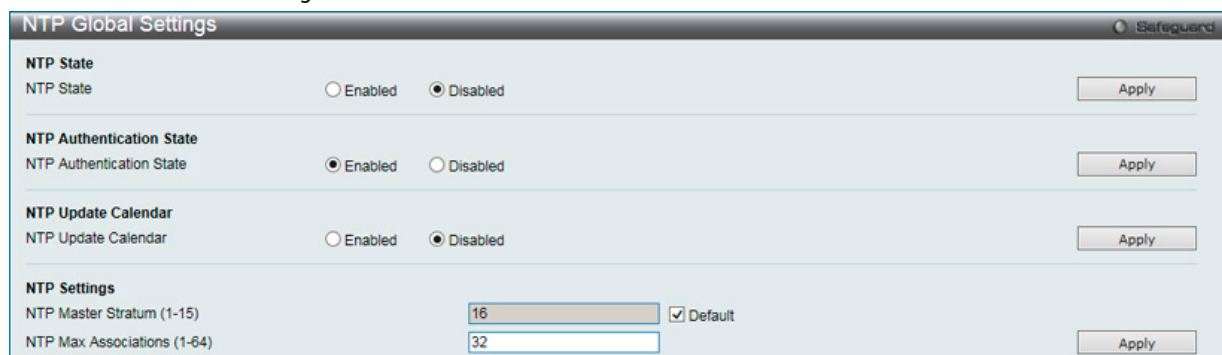 NTP Global Settings Safeguard
NTP State
NTP State Enabled Disabled Apply
NTP Authentication State
NTP Authentication State Enabled Disabled Apply
NTP Update Calendar
NTP Update Calendar Enabled Disabled Apply
NTP Settings
NTP Master Stratum (1-15) 16 Default
NTP Max Associations (1-64) 32 Apply